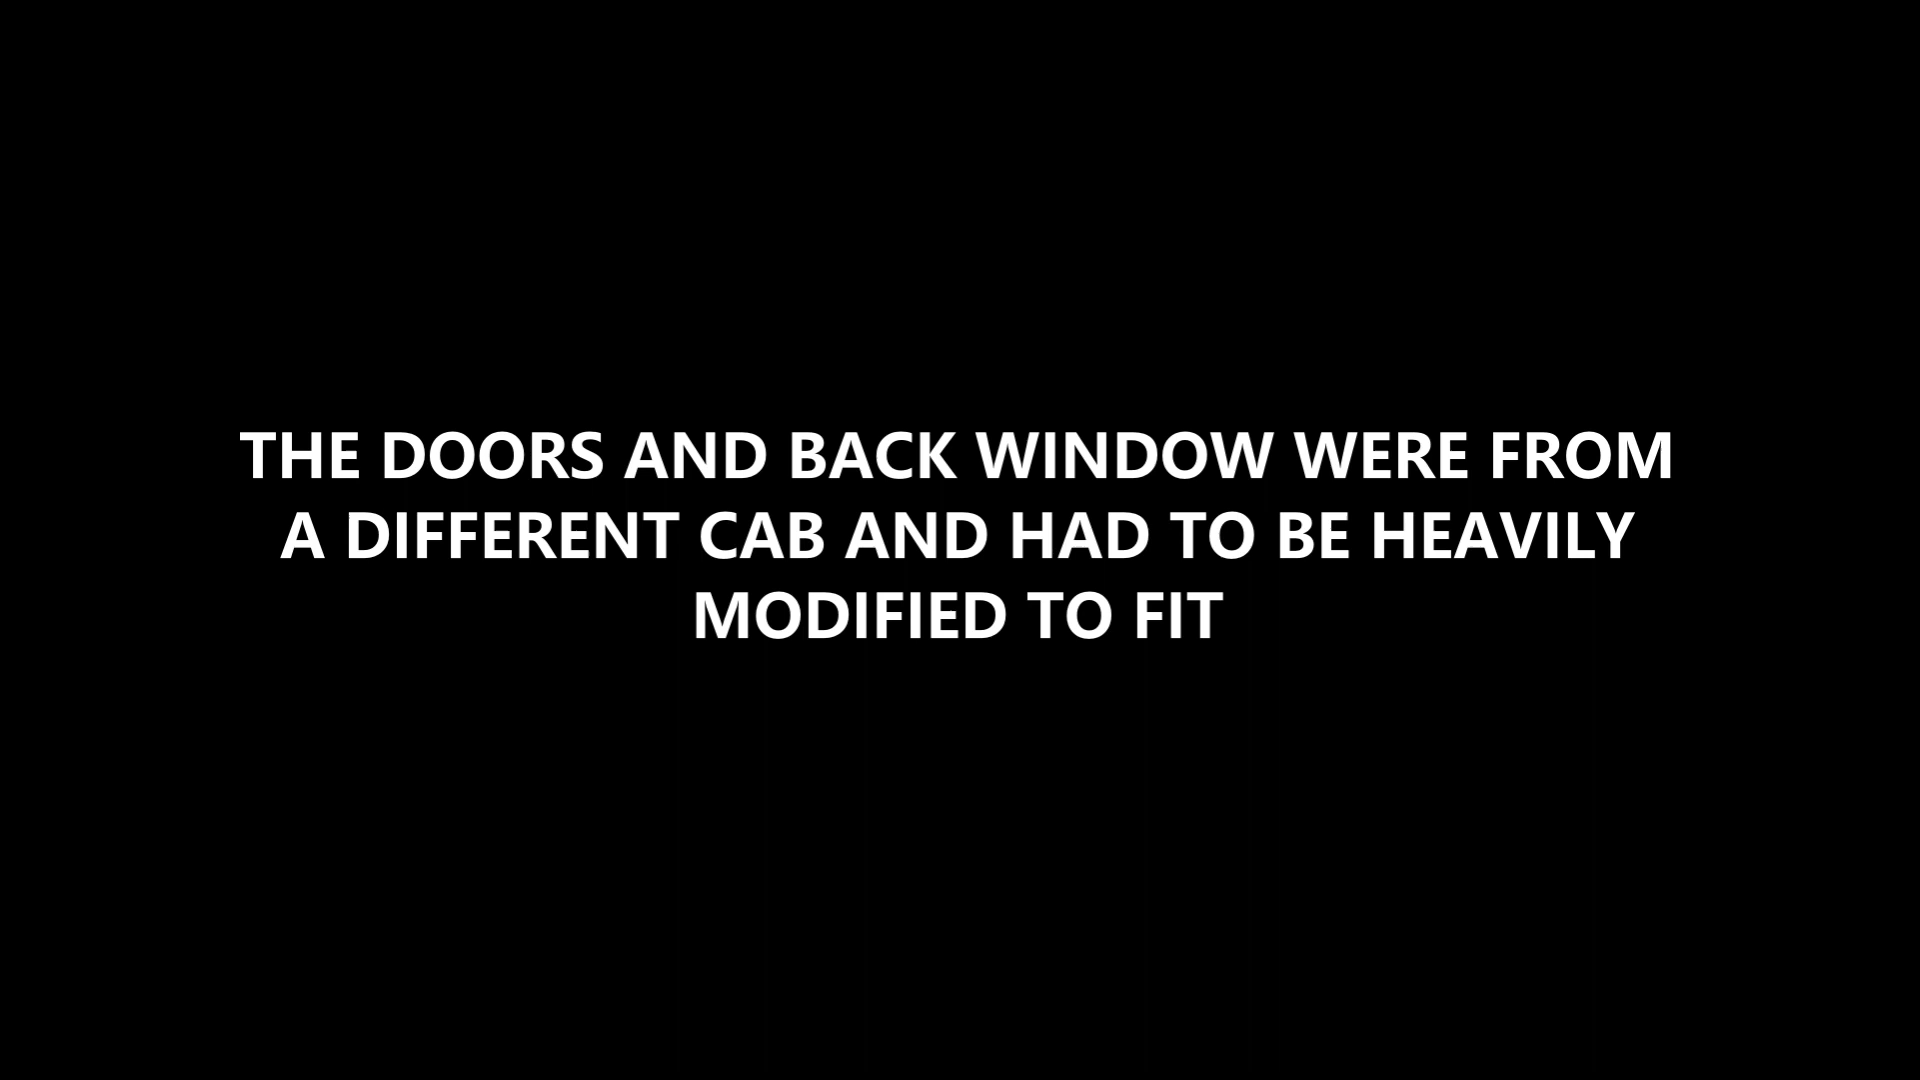 THE DOORS AND BACK WINDOW WERE FROM
A DIFFERENT CAB AND HAD TO BE HEAVILY
MODIFIED TO FIT